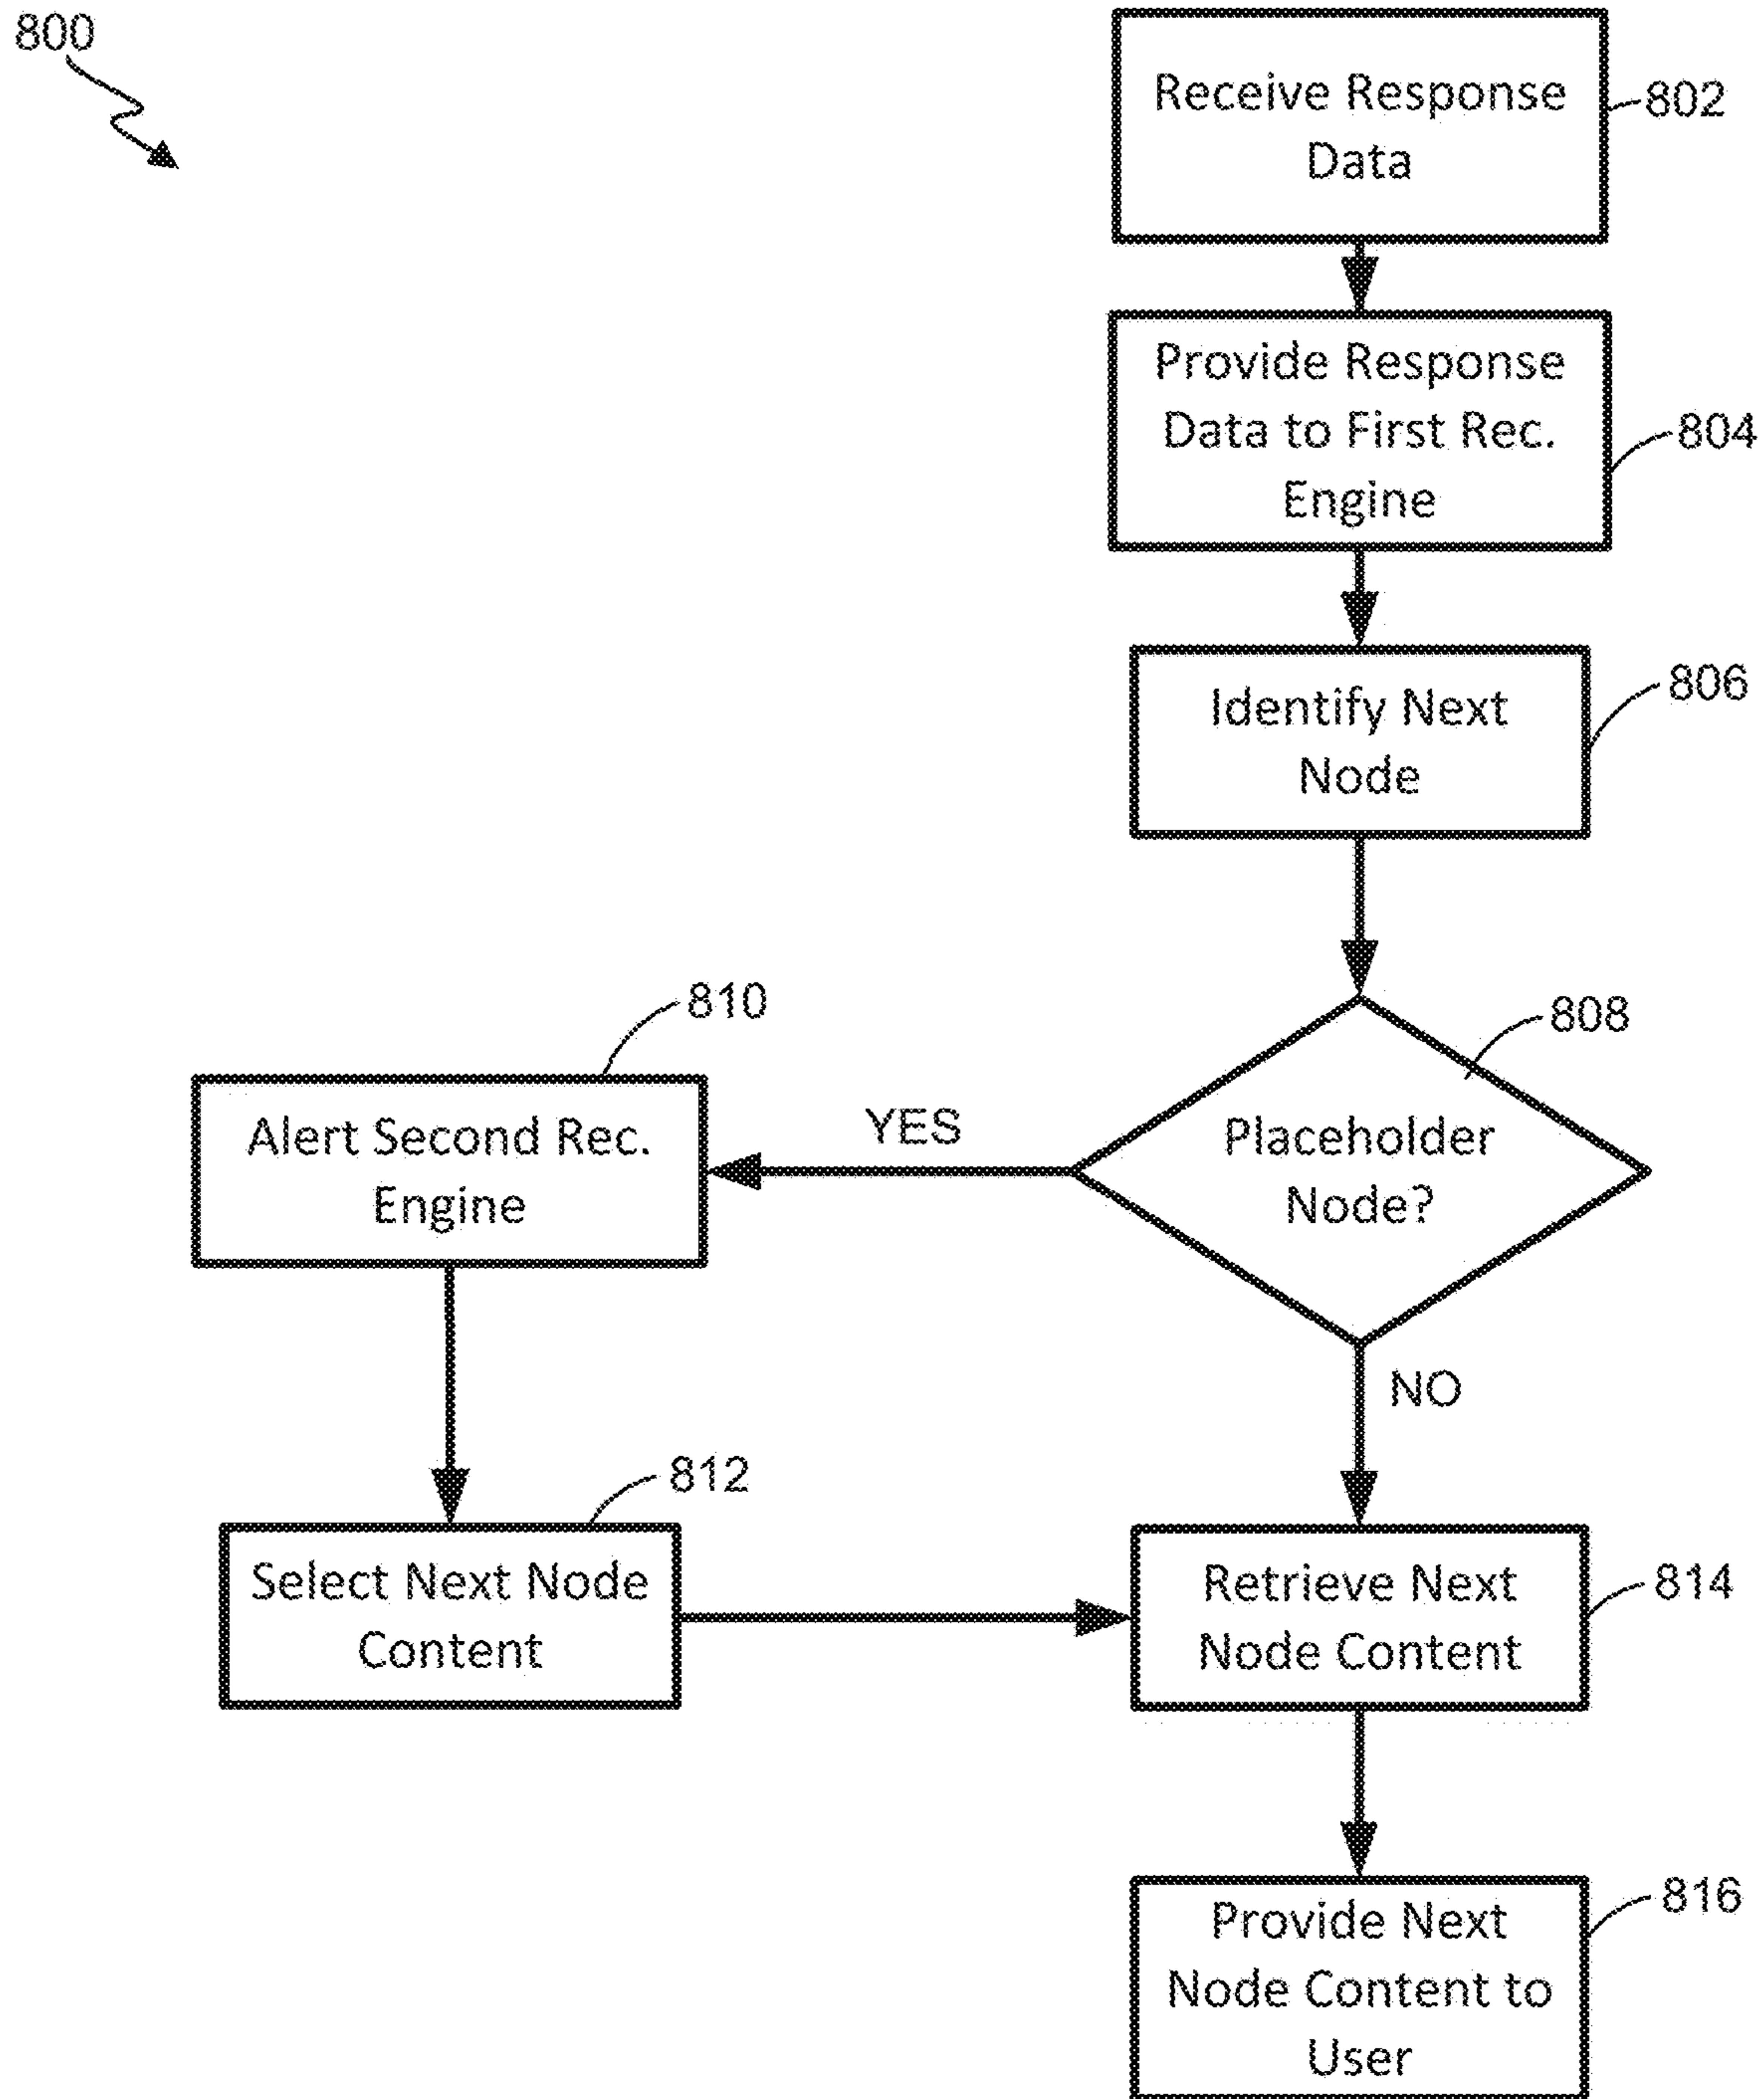 800
Receive Response
Data
802
Provide Response
Data to First Rec.
Engine
804
Identify Next
Node
806
810
808
Alert Second Rec.
Engine
YES
Placeholder
Node?
NO
812
Select Next Node
Content
Retrieve Next
Node Content
814
816
Provide Next
Node Content to
User